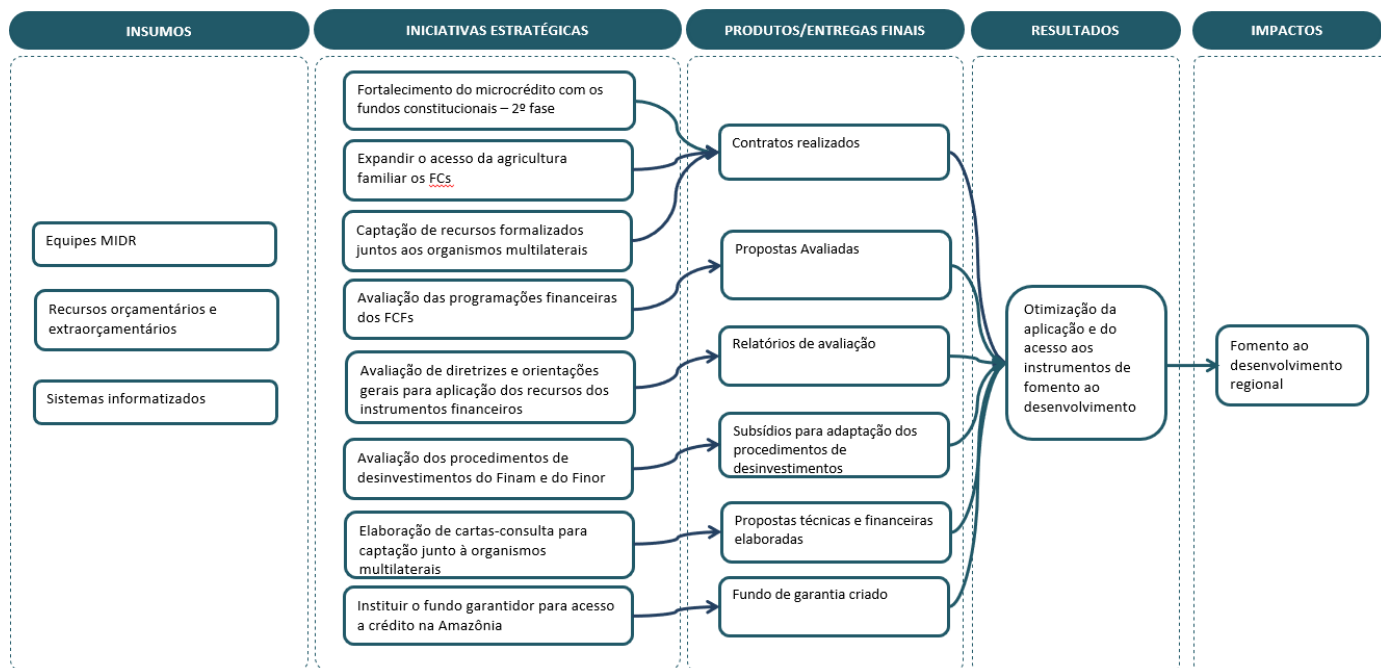 INSUMOS
INICIATIVAS ESTRATÉGICAS
PRODUTOS/ENTREGAS FINAIS
RESULTADOS
IMPACTOS
Equipes MIDR
Recursos orçamentários e
extraorçamentários
Sistemas informatizados
Fortalecimento do microcrédito com os
fundos constitucionais – 2º fase
Expandir o acesso da agricultura
familiar os FCs
Captação de recursos formalizados
juntos aos organismos multilaterais
Avaliação das programações financeiras
dos FCFs
Avaliação de diretrizes e orientações
gerais para aplicação dos recursos dos
instrumentos financeiros
Avaliação dos procedimentos de
desinvestimentos do Finam e do Finor
Elaboração de cartas-consulta para
captação junto à organismos
multilaterais
Instituir o fundo garantidor para acesso
a crédito na Amazônia
Contratos realizados
Propostas Avaliadas
Relatórios de avaliação
Subsídios para adaptação dos
procedimentos de
desinvestimentos
Propostas técnicas e financeiras
elaboradas
Fundo de garantia criado
Otimização da
aplicação e do
acesso aos
instrumentos de
fomento ao
desenvolvimento
Fomento ao
desenvolvimento
regional